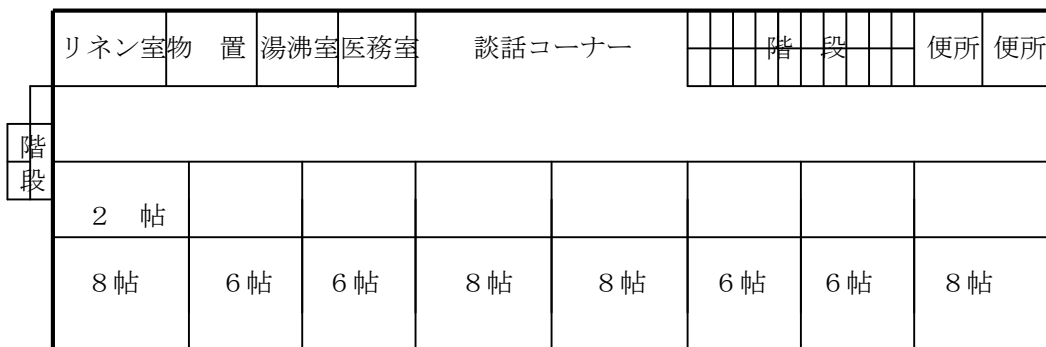 リネン室 物　置 湯沸室 医務室 談話コーナー 階　段 便所 便所
階段
２　帖
８帖 ６帖 ６帖 ８帖 ８帖 ６帖 ６帖 ８帖